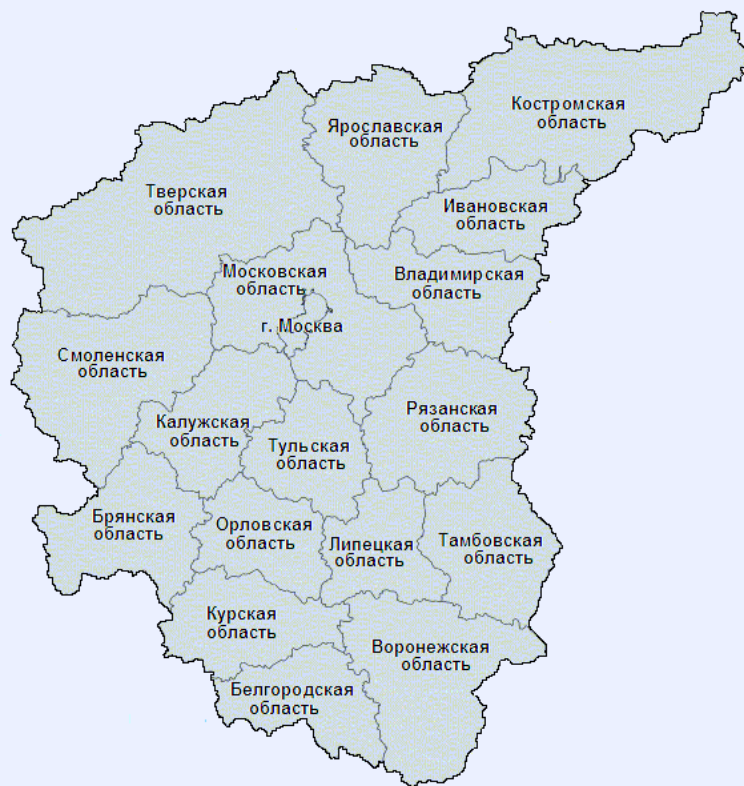 Костромская
область
Ярославская
область
Тверская
область
Ивановская
область
Московская
область
Владимирская
область
г. Москва
Смоленская
область
Рязанская
область
Калужская
область
Тульская
область
Брянская
область
Орловская
область
Липецкая
область
Тамбовская
область
Курская
область
Воронежская
область
Белгородская
область